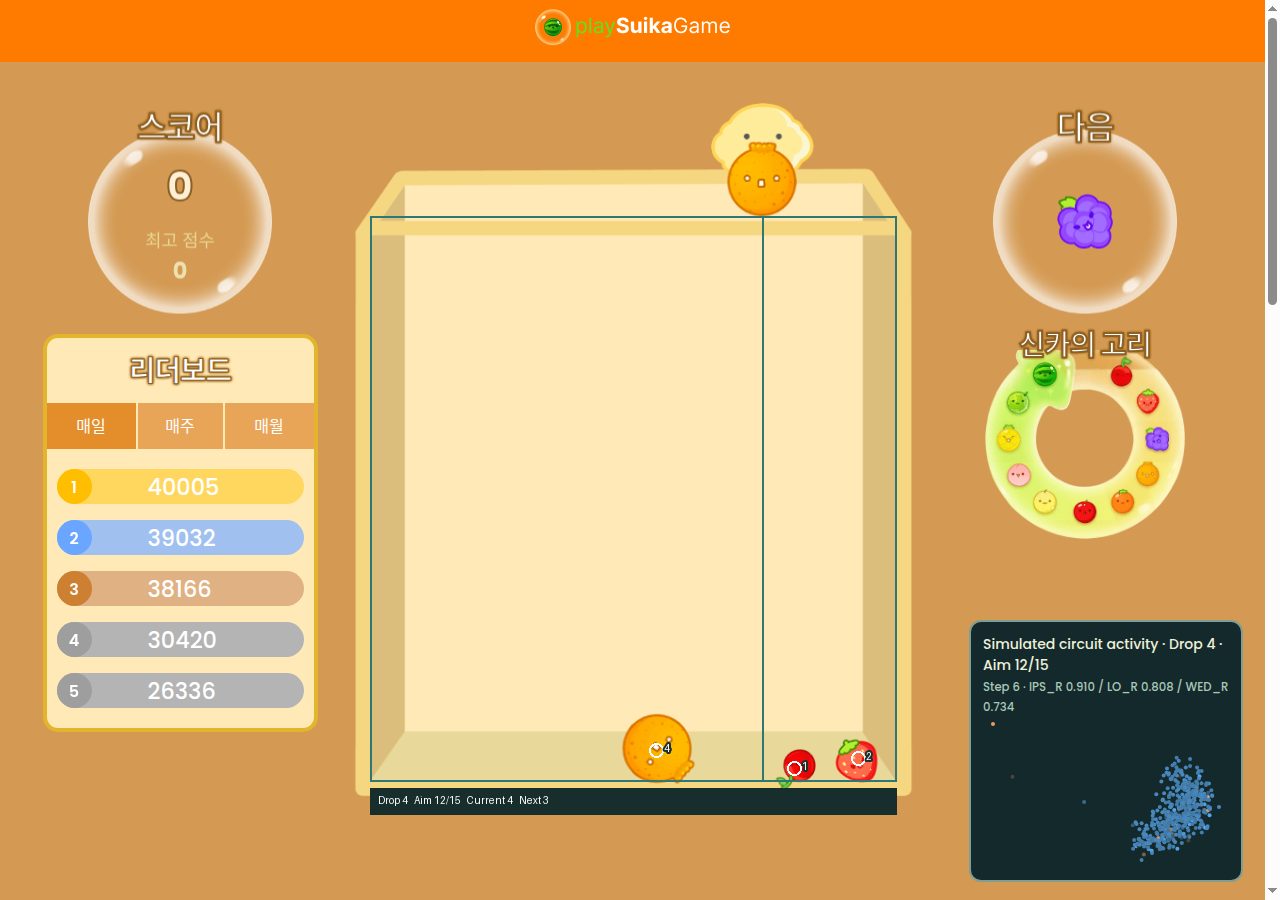 playSuikaGame
스코어
0
최고 점수
0
다음
리더보드
매일 매주 매월
1 40005
2 39032
3 38166
4 30420
5 26336
신카의 고리
4
1
2
Drop 4 Aim 12/15 Current 4 Next 3
Simulated circuit activity · Drop 4 ·
Aim 12/15
Step 6 · IPS_R 0.910 / LO_R 0.808 / WED_R
0.734